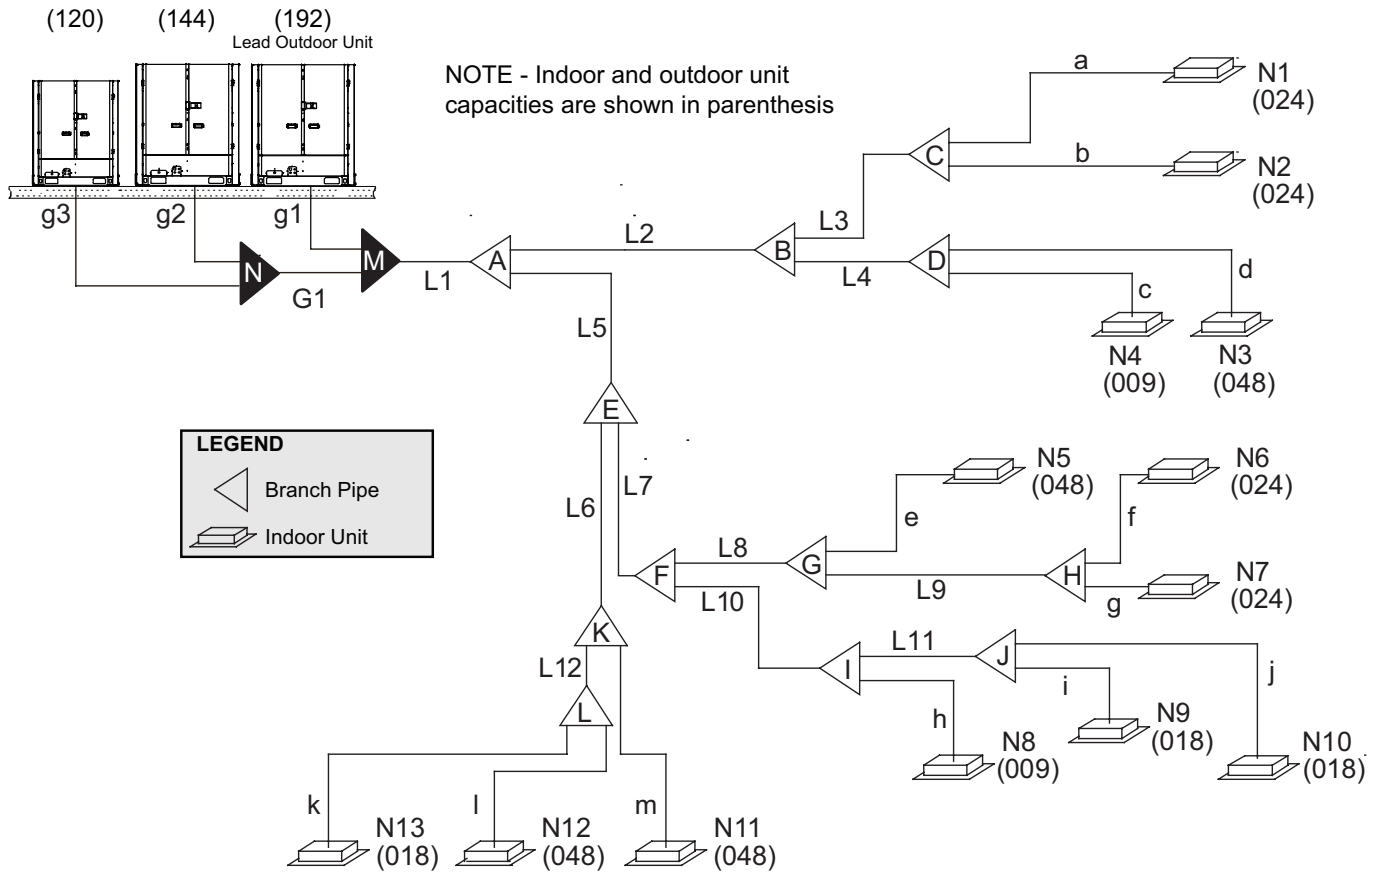 (120) (144) (192)
Lead Outdoor Unit
NOTE - Indoor and outdoor unit
capacities are shown in parenthesis
a
N1
(024)
C
b
N2
(024)
g3 g2 g1
L3
L2
B
N M A
D
L4
d
G1 L1
c
L5
N4 N3
(009) (048)
E
LEGEND
Branch Pipe
Indoor Unit
N5
(048)
N6
(024)
L7
L6
e
f
L8
G
F
H
N7
(024)
L9
g
L10
K
L11
J
I
L12
i
j
L
h
N9
(018)
N8
(009)
N10
(018)
k l m
N13
(018)
N12
(048)
N11
(048)